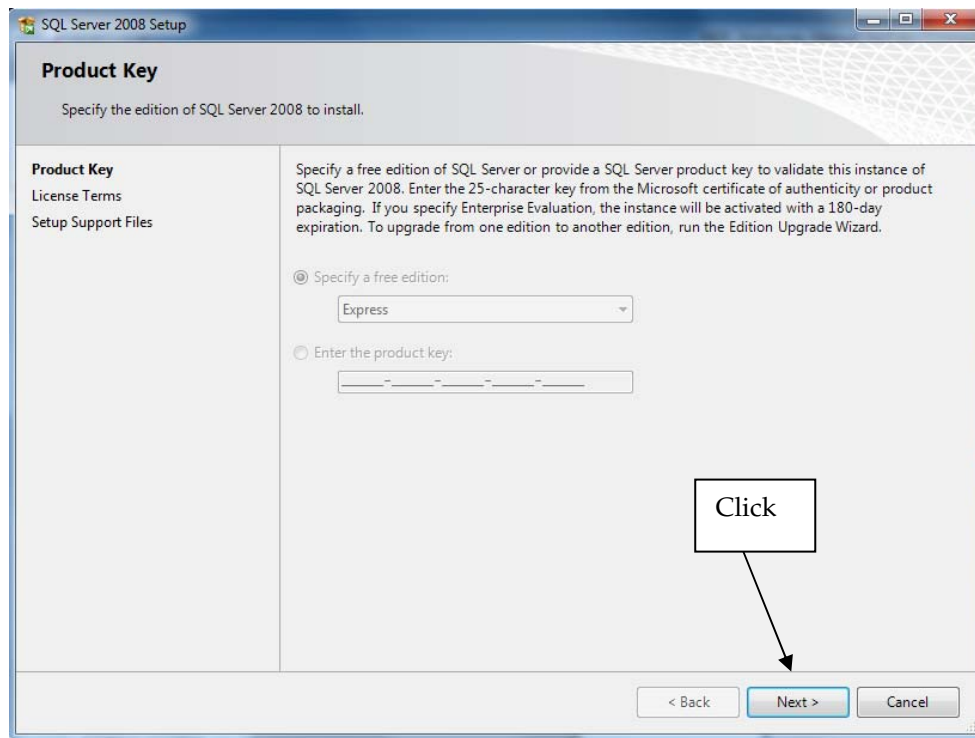 SQL Server 2008 Setup
Product Key
Specify the edition of SQL Server 2008 to install.
Product Key
License Terms
Setup Support Files
Specify a free edition of SQL Server or provide a SQL Server product key to validate this instance of
SQL Server 2008. Enter the 25-character key from the Microsoft certificate of authenticity or product
packaging. If you specify Enterprise Evaluation, the instance will be activated with a 180-day
expiration. To upgrade from one edition to another edition, run the Edition Upgrade Wizard.
Specify a free edition:
Express
Enter the product key:
_____-_____-_____-_____-_____
Click
< Back
Next >
Cancel